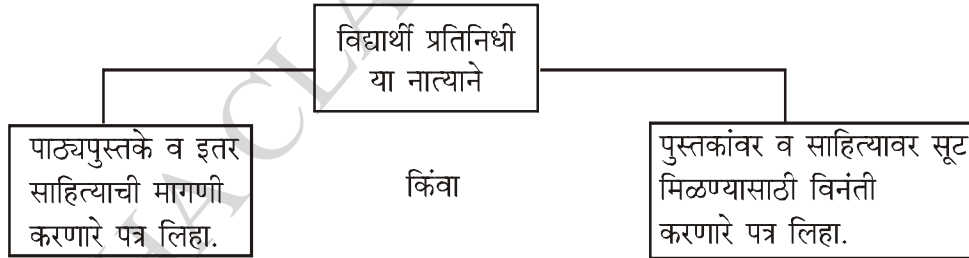 विद्यार्थी प्रतिनिधी
या नात्याने
पाठ्यपुस्तके व इतर
साहित्याची मागणी
करणारे पत्र लिहा.
किंवा
पुस्तकांवर व साहित्यावर सूट
मिळण्यासाठी विनंती
करणारे पत्र लिहा.